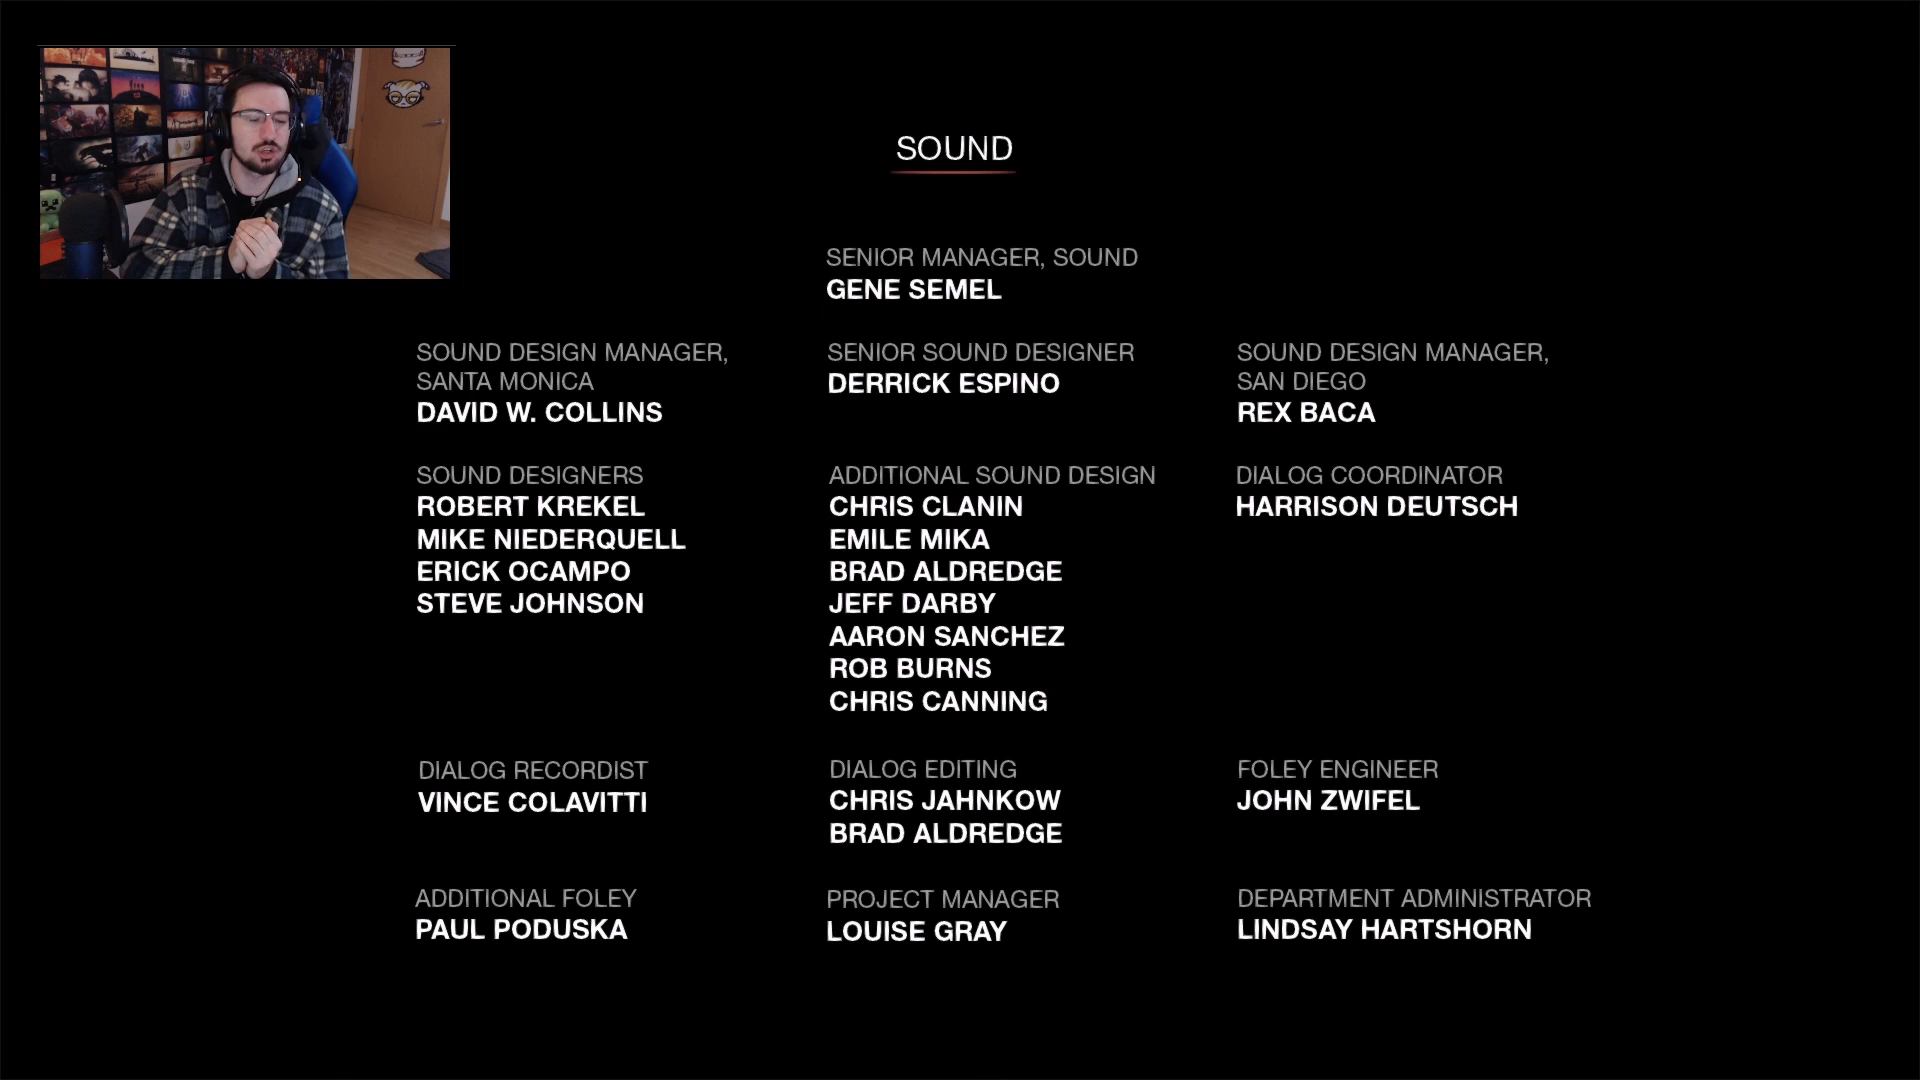 SOUND
SENIOR MANAGER, SOUND
GENE SEMEL
SOUND DESIGN MANAGER,
SANTA MONICA
DAVID W. COLLINS
SENIOR SOUND DESIGNER
DERRICK ESPINO
SOUND DESIGN MANAGER,
SAN DIEGO
REX BACA
SOUND DESIGNERS
ROBERT KREKEL
MIKE NIEDERQUELL
ERICK OCAMPO
STEVE JOHNSON
ADDITIONAL SOUND DESIGN
CHRIS CLANIN
EMILE MIKA
BRAD ALDREDGE
JEFF DARBY
AARON SANCHEZ
ROB BURNS
CHRIS CANNING
DIALOG COORDINATOR
HARRISON DEUTSCH
DIALOG RECORDIST
VINCE COLAVITTI
DIALOG EDITING
CHRIS JAHNKOW
BRAD ALDREDGE
FOLEY ENGINEER
JOHN ZWIFEL
ADDITIONAL FOLEY
PAUL PODUSKA
PROJECT MANAGER
LOUISE GRAY
DEPARTMENT ADMINISTRATOR
LINDSAY HARTSHORN